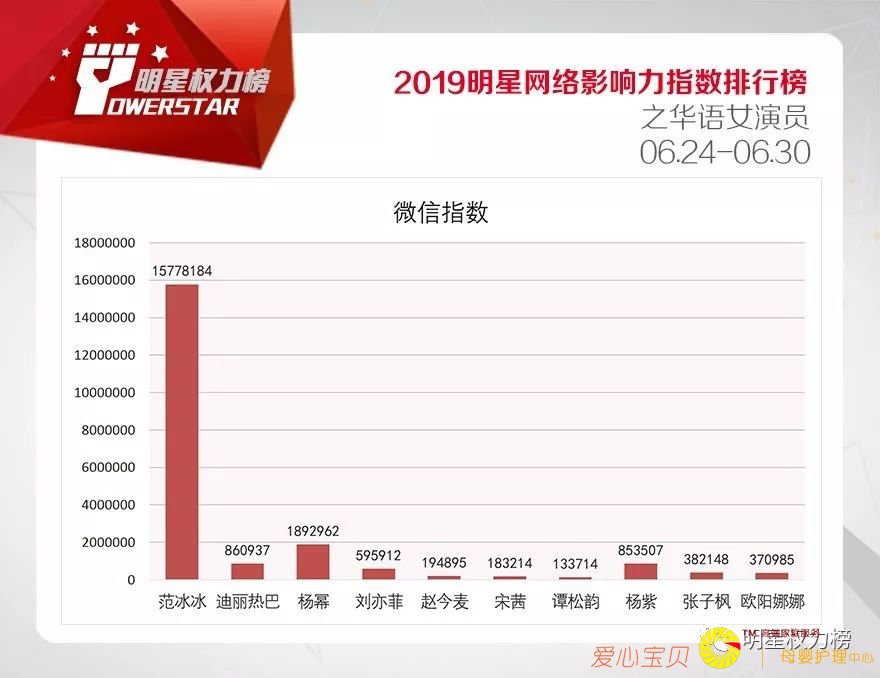 明星权力榜
POWERSTAR
2019明星网络影响力指数排行榜
之华语女演员
06.24-06.30
微信指数
18000000
16000000
14000000
12000000
10000000
8000000
6000000
4000000
2000000
0
15778184
860937
1892962
595912
194895
183214
133714
853507
382148
370985
范冰冰 迪丽热巴 杨幂 刘亦菲 赵今麦 宋茜 谭松韵 杨紫 张子枫 欧阳娜娜
明星权力榜
爱心宝贝
母婴护理中心